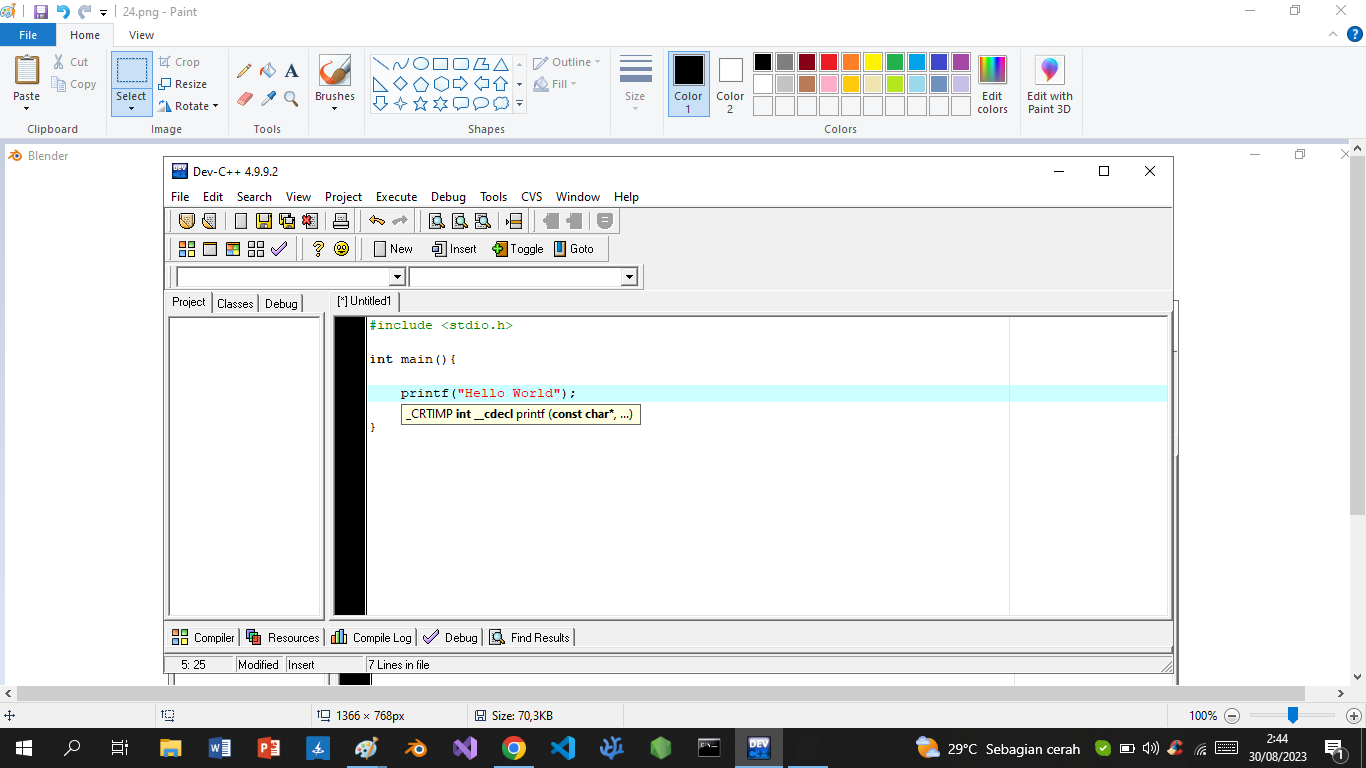 24.png - Paint
File Home View
Paste
Cut
Copy
Clipboard
Select
Crop
Resize
Rotate
Image
A
Tools
Brushes
Shapes
Outline
Fill
Size
Color 1
Color 2
Edit colors
Colors
Edit with Paint 3D
Blender
DEV Dev-C++ 4.9.9.2
File Edit Search View Project Execute Debug Tools CVS Window Help
New Insert Toggle Goto
Project Classes Debug
[*] Untitled1
#include <stdio.h>
int main(){
printf("Hello World");
_CRTIMP int __cdecl printf (const char*, ...)
}
Compiler Resources Compile Log Debug Find Results
5: 25 Modified Insert 7 Lines in file
1366 × 768px Size: 70,3KB 100%
DEV
29°C Sebagian cerah
2:44
30/08/2023
1